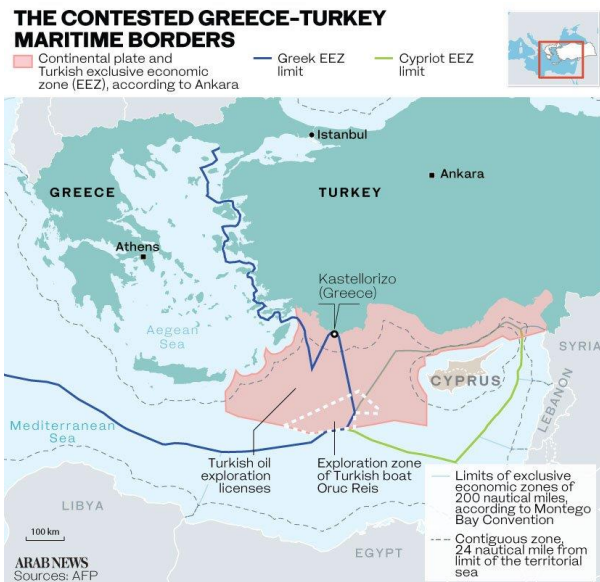 THE CONTESTED GREECE–TURKEY
MARITIME BORDERS
Continental plate and
Turkish exclusive economic
zone (EEZ), according to Ankara
Greek EEZ
limit
Cypriot EEZ
limit
Istanbul
Ankara
GREECE
TURKEY
Athens
Kastellorizo
(Greece)
Aegean
Sea
SYRIA
CYPRUS
LEBANON
Mediterranean
Sea
Turkish oil
exploration
licenses
Exploration zone
of Turkish boat
Oruc Reis
Limits of exclusive
economic zones of
200 nautical miles,
according to Montego
Bay Convention
Contiguous zone,
24 nautical mile from
limit of the territorial
sea
LIBYA
EGYPT
100 km
ARAB NEWS
Sources: AFP